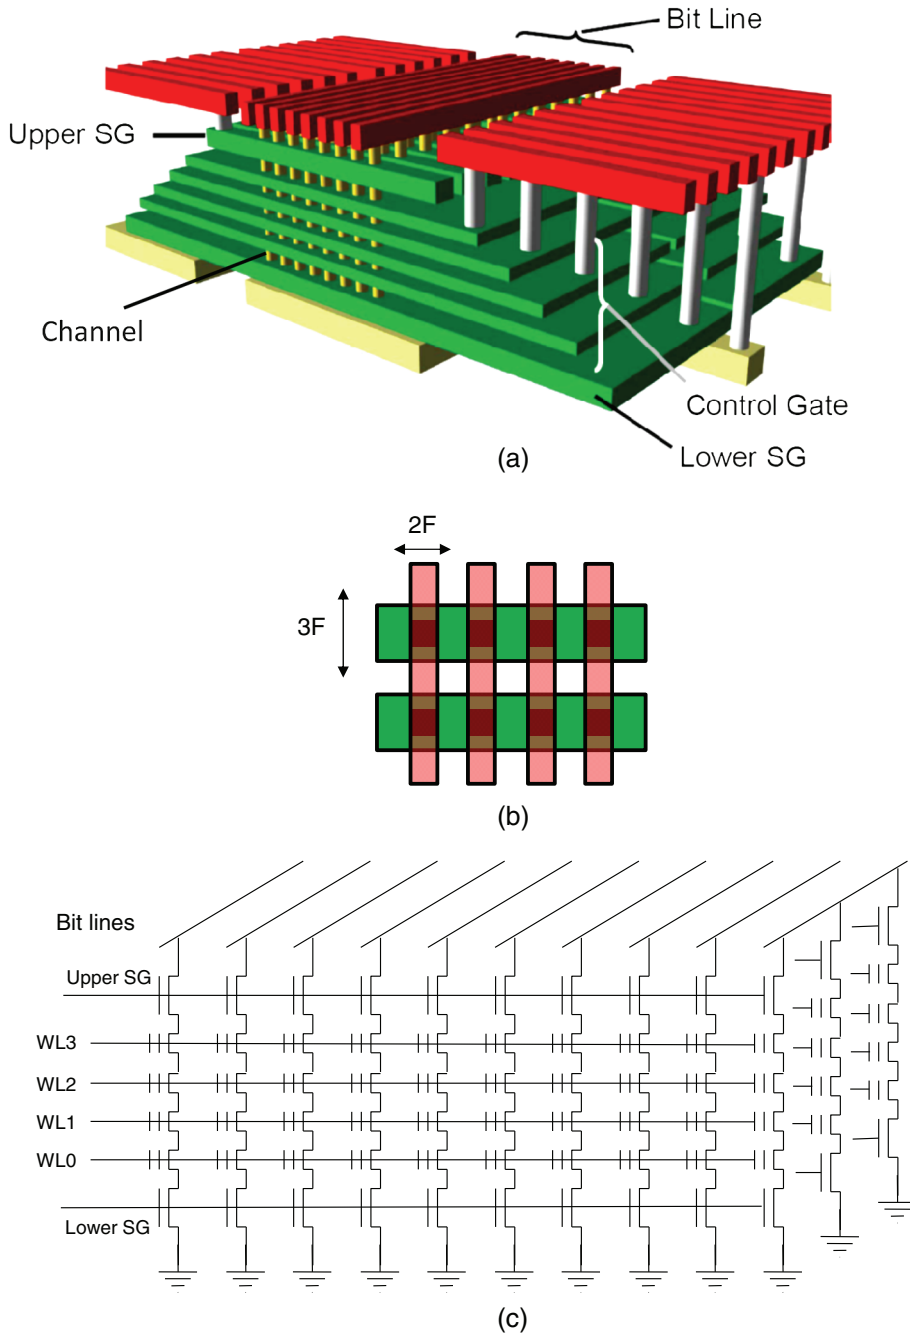 Bit Line
Upper SG
Channel
Control Gate
Lower SG
(a)
2F
3F
(b)
Bit lines
Upper SG
WL3
WL2
WL1
WL0
Lower SG
(c)